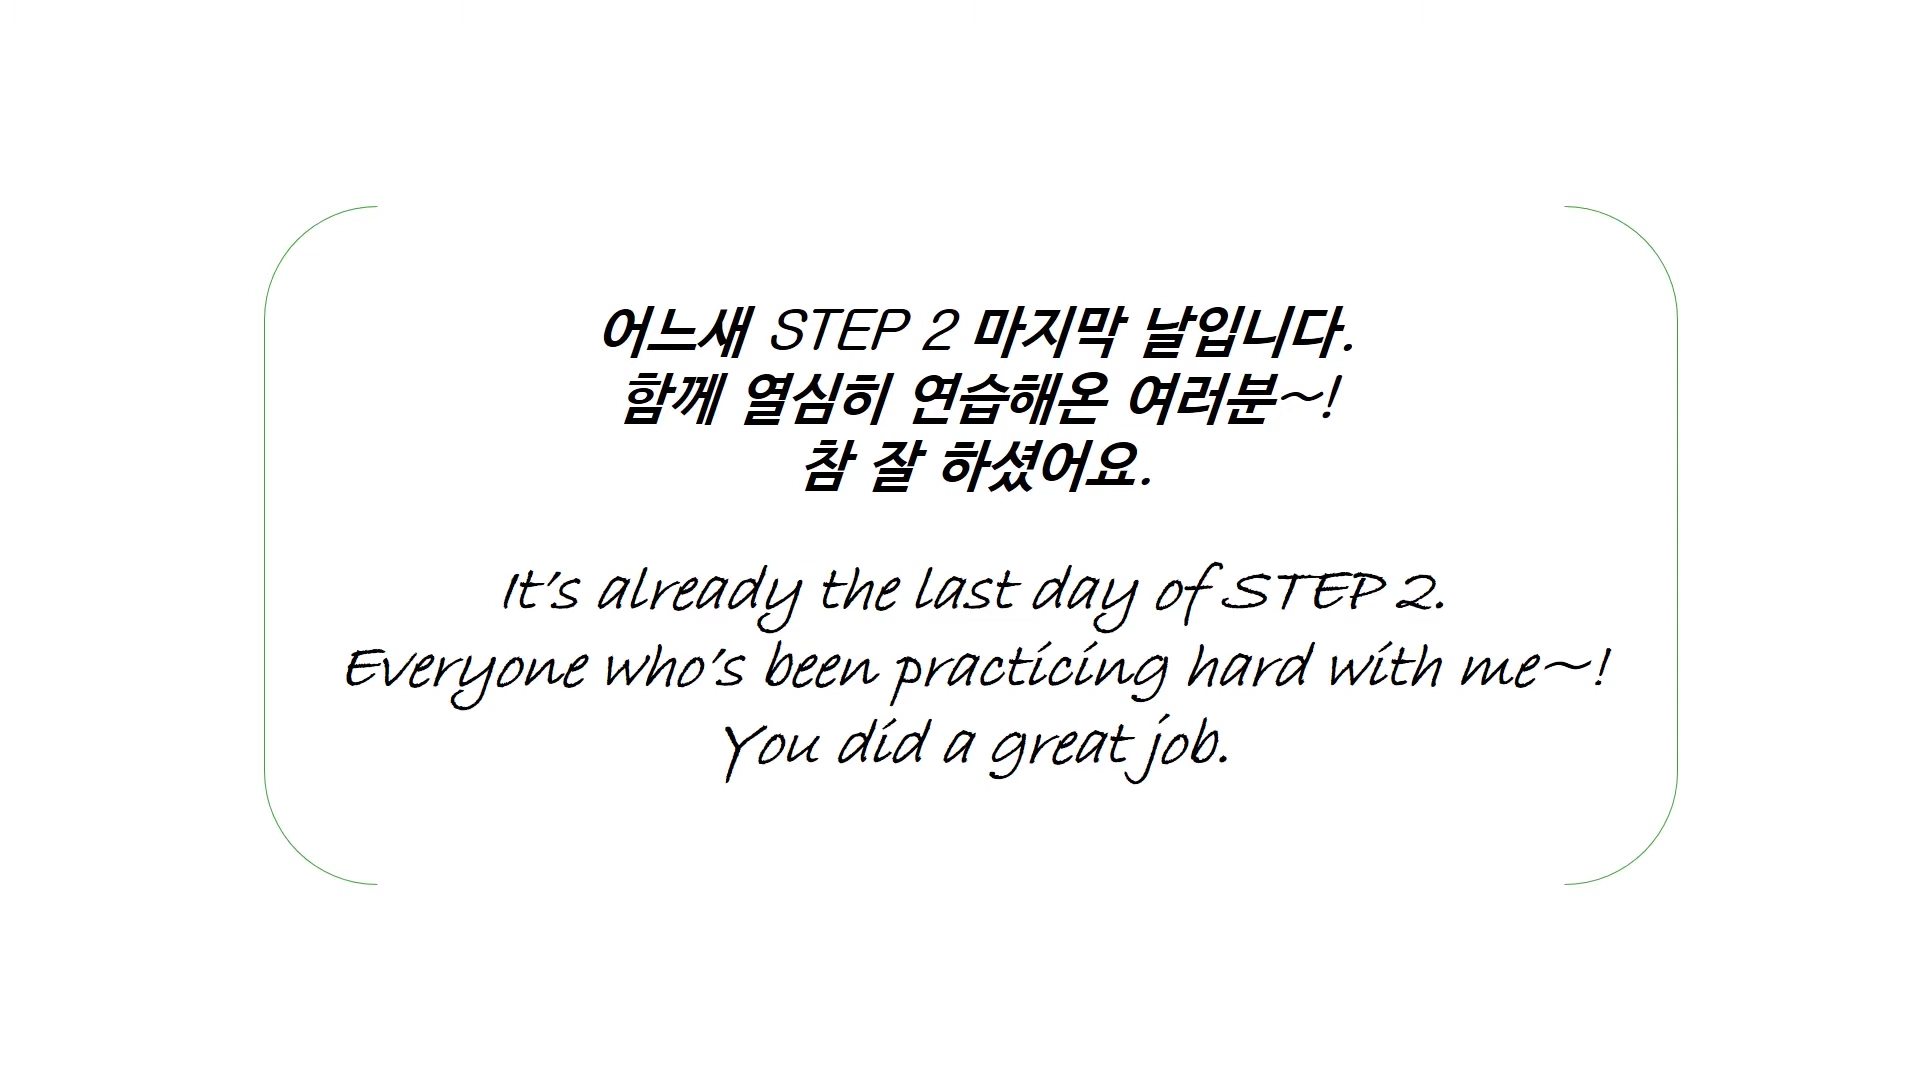 어느새 STEP 2 마지막 날입니다.
함께 열심히 연습해온 여러분~!
참 잘 하셨어요.
It's already the last day of STEP 2.
Everyone who's been practicing hard with me~!
You did a great job.